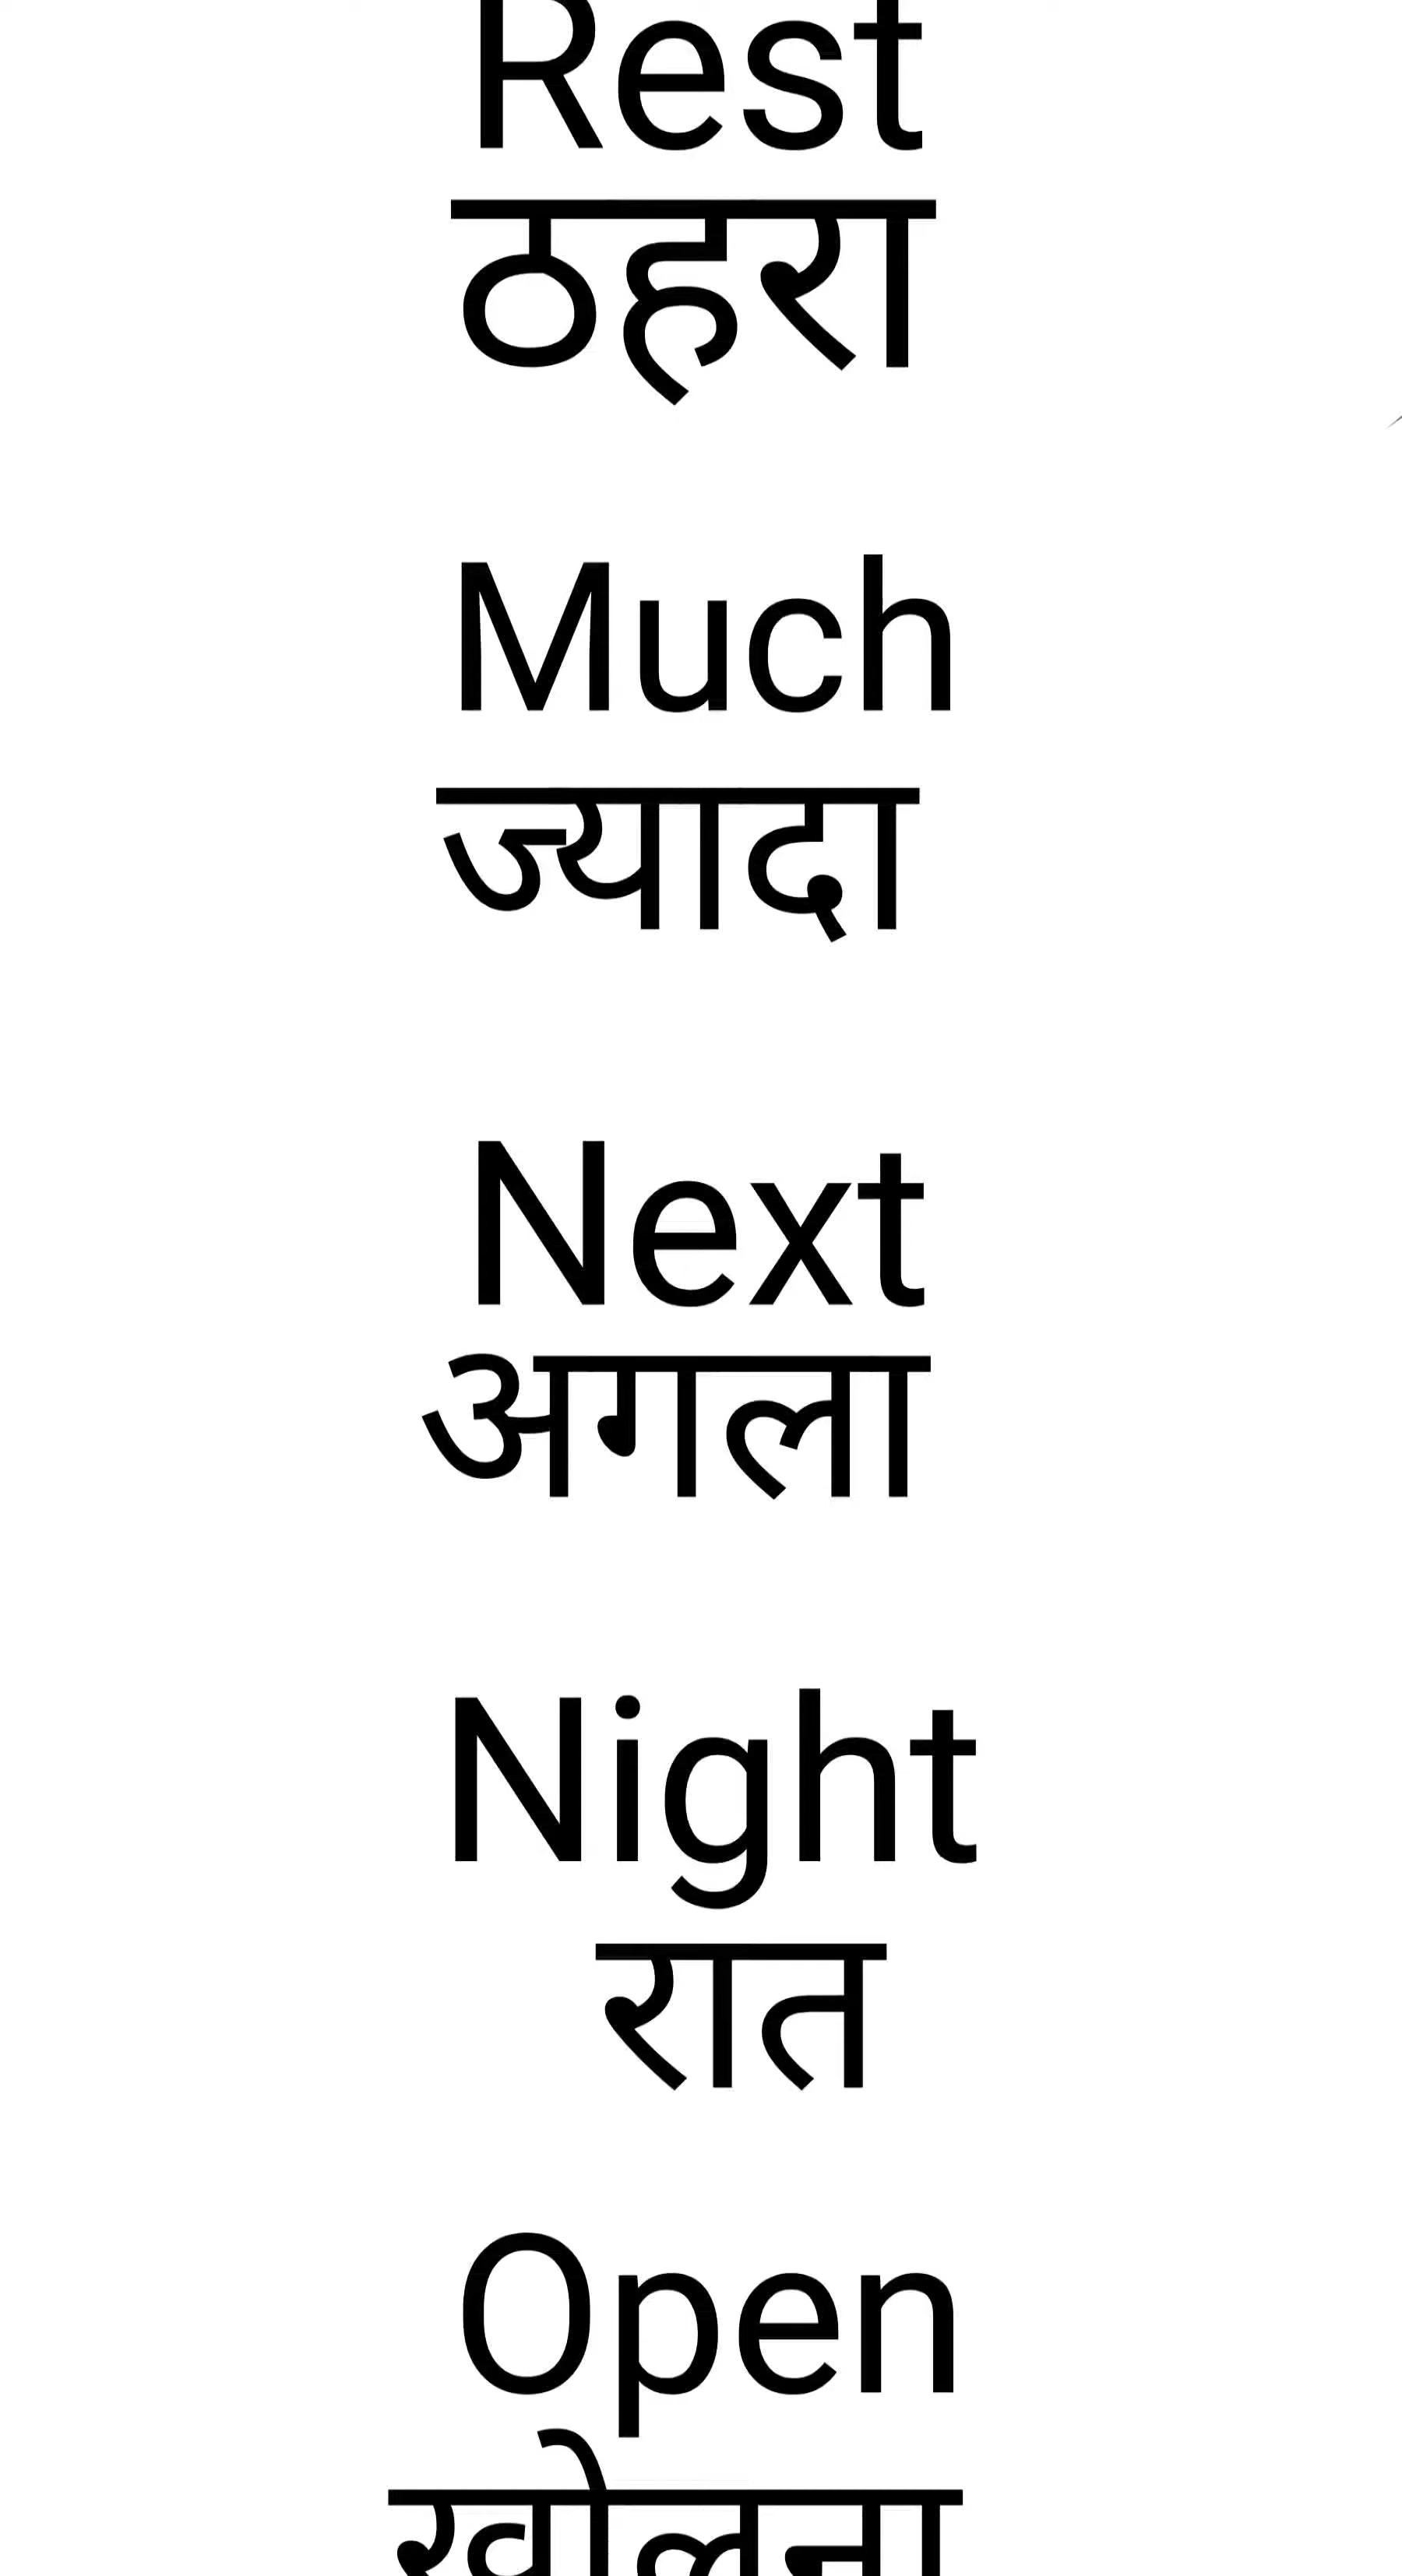 Rest
ठहरा
Much
ज्यादा
Next
अगला
Night
रात
Open
खोलना